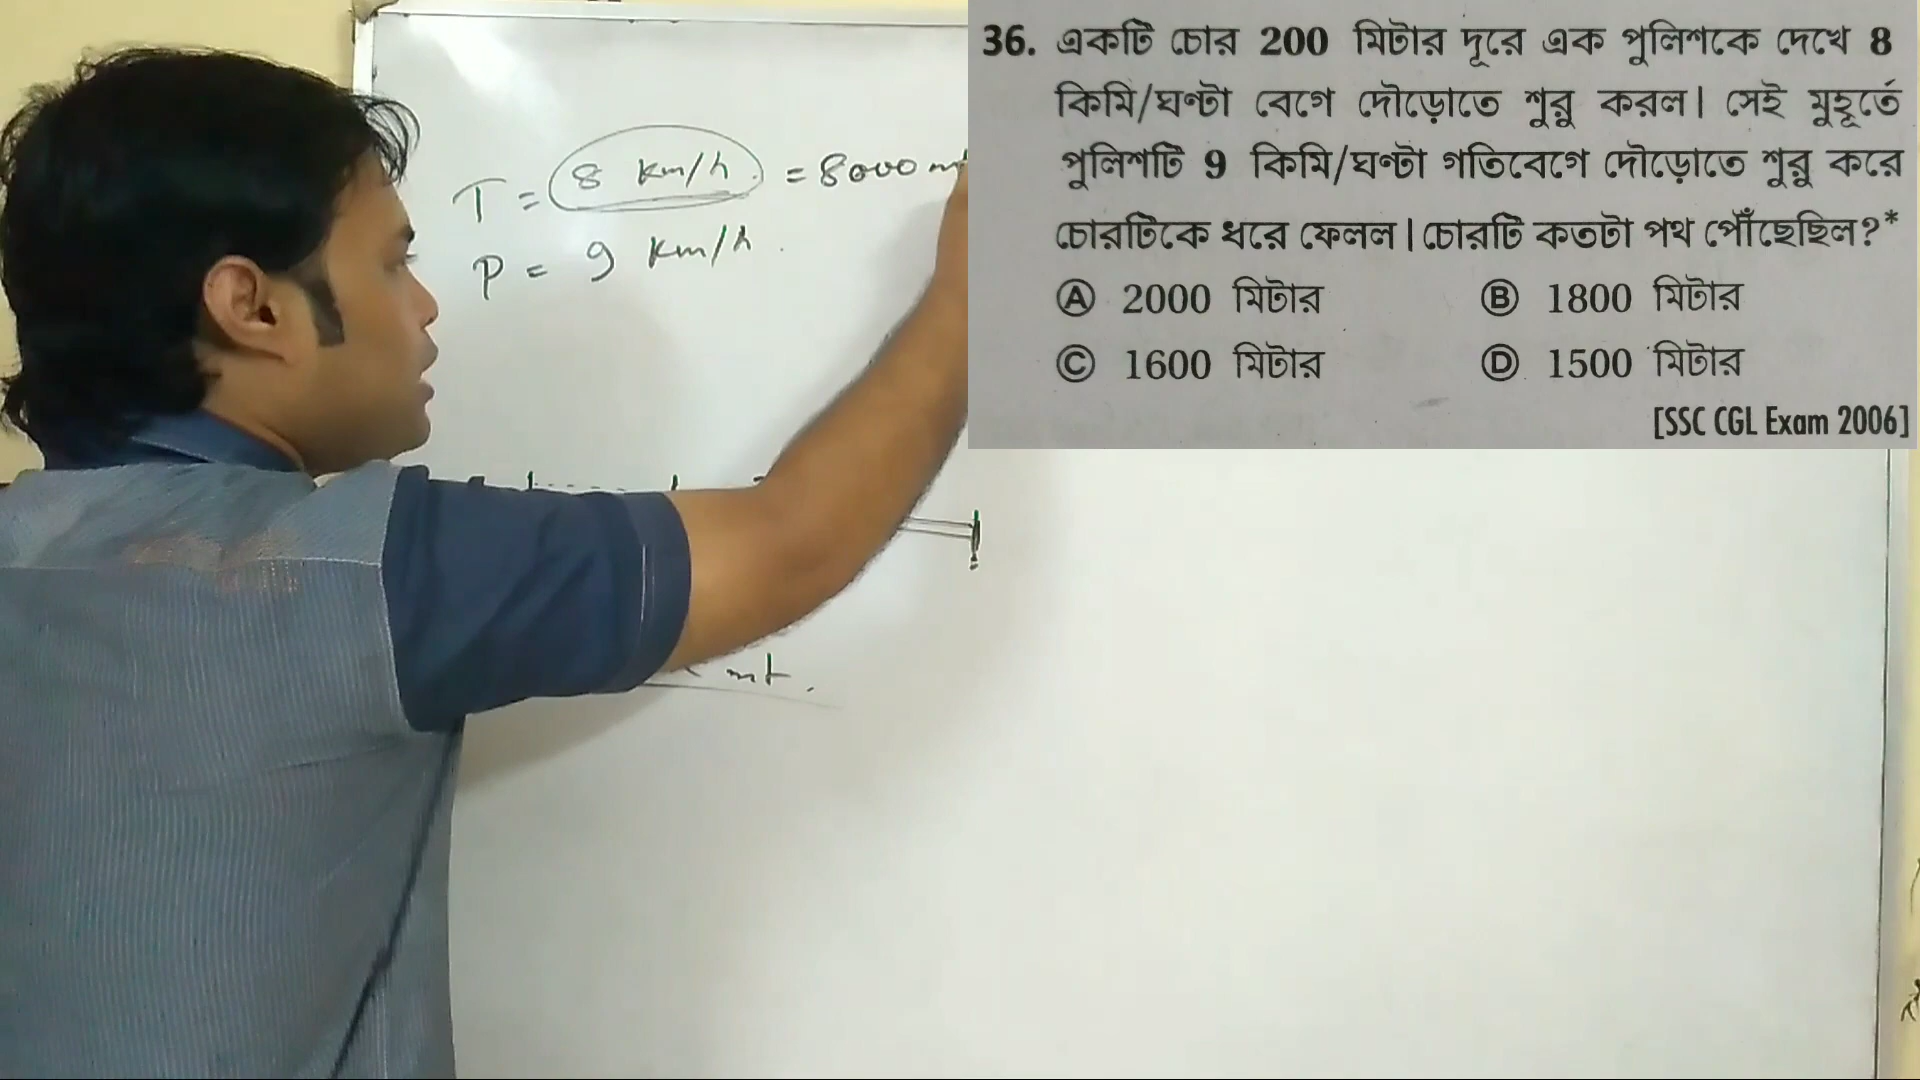 36. একটি চোর 200 মিটার দূরে এক পুলিশকে দেখে 8
কিমি/ঘণ্টা বেগে দৌড়োতে শুরু করল। সেই মুহূর্তে
পুলিশটি 9 কিমি/ঘণ্টা গতিবেগে দৌড়োতে শুরু করে
চোরটিকে ধরে ফেলল। চোরটি কতটা পথ পৌঁছেছিল?*
Ⓐ 2000 মিটার Ⓑ 1800 মিটার
Ⓒ 1600 মিটার Ⓓ 1500 মিটার
[SSC CGL Exam 2006]
T = 8 km/h = 8000
P = 9 km/h
mt.